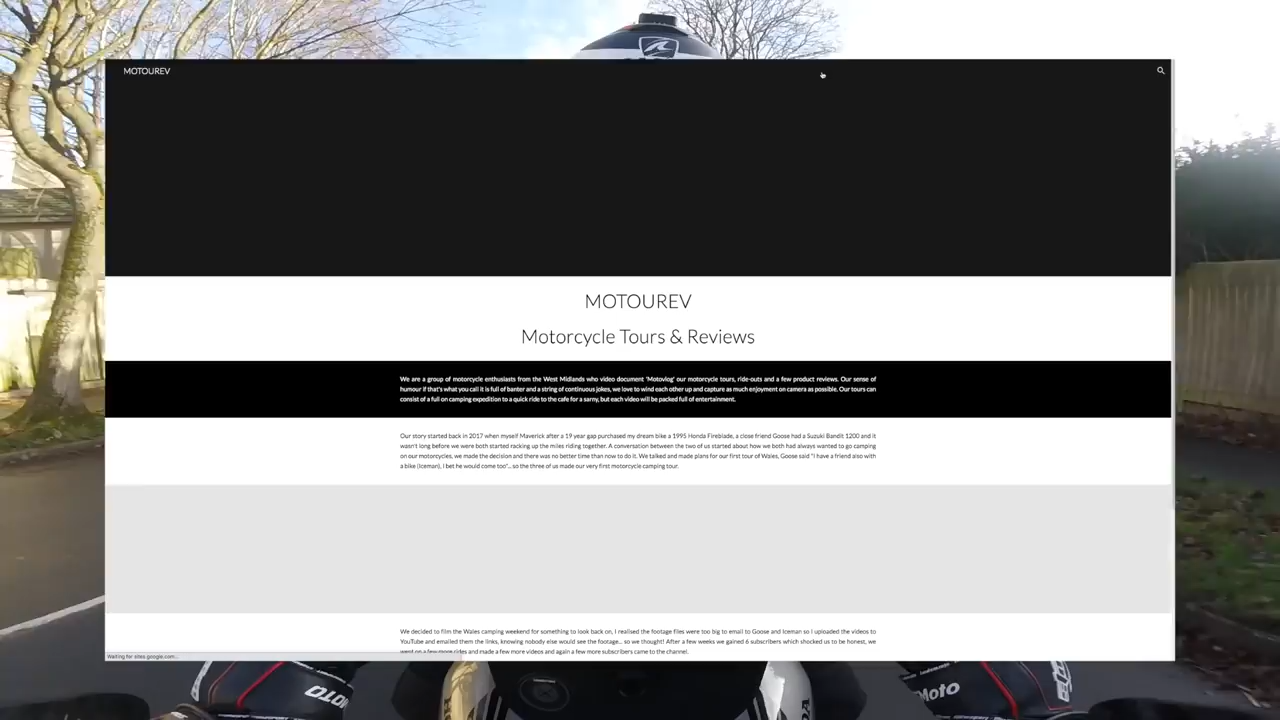 MOTOUREV
MOTOUREV
Motorcycle Tours & Reviews
We are a group of motorcycle enthusiasts from the West Midlands who video document 'Motovlog' our motorcycle tours, ride-outs and a few product reviews. Our sense of
humour if that's what you call it is full of banter and a string of continuous jokes, we love to wind each other up and capture as much enjoyment on camera as possible. Our tours can
consist of a full on camping expedition to a quick ride to the cafe for a sarny, but each video will be packed full of entertainment.
Our story started back in 2017 when myself Maverick after a 19 year gap purchased my dream bike a 1995 Honda Fireblade, a close friend Goose had a Suzuki Bandit 1200 and it
wasn't long before we were both started racking up the miles riding together. A conversation between the two of us started about how we both had always wanted to go camping
on our motorcycles, we made the decision and there was no better time than now to do it. We talked and made plans for our first tour of Wales, Goose said "I have a friend also with
a bike (Iceman), I bet he would come too"... so the three of us made our very first motorcycle camping tour.
We decided to film the Wales camping weekend for something to look back on, I realised the footage files were too big to email to Goose and Iceman so I uploaded the videos to
YouTube and emailed them the links, knowing nobody else would see the footage... so we thought! After a few weeks we gained 6 subscribers which shocked us to be honest, we
went on a few more rides and made a few more videos and again a few more subscribers came to the channel.
Waiting for sites.google.com...
Moto